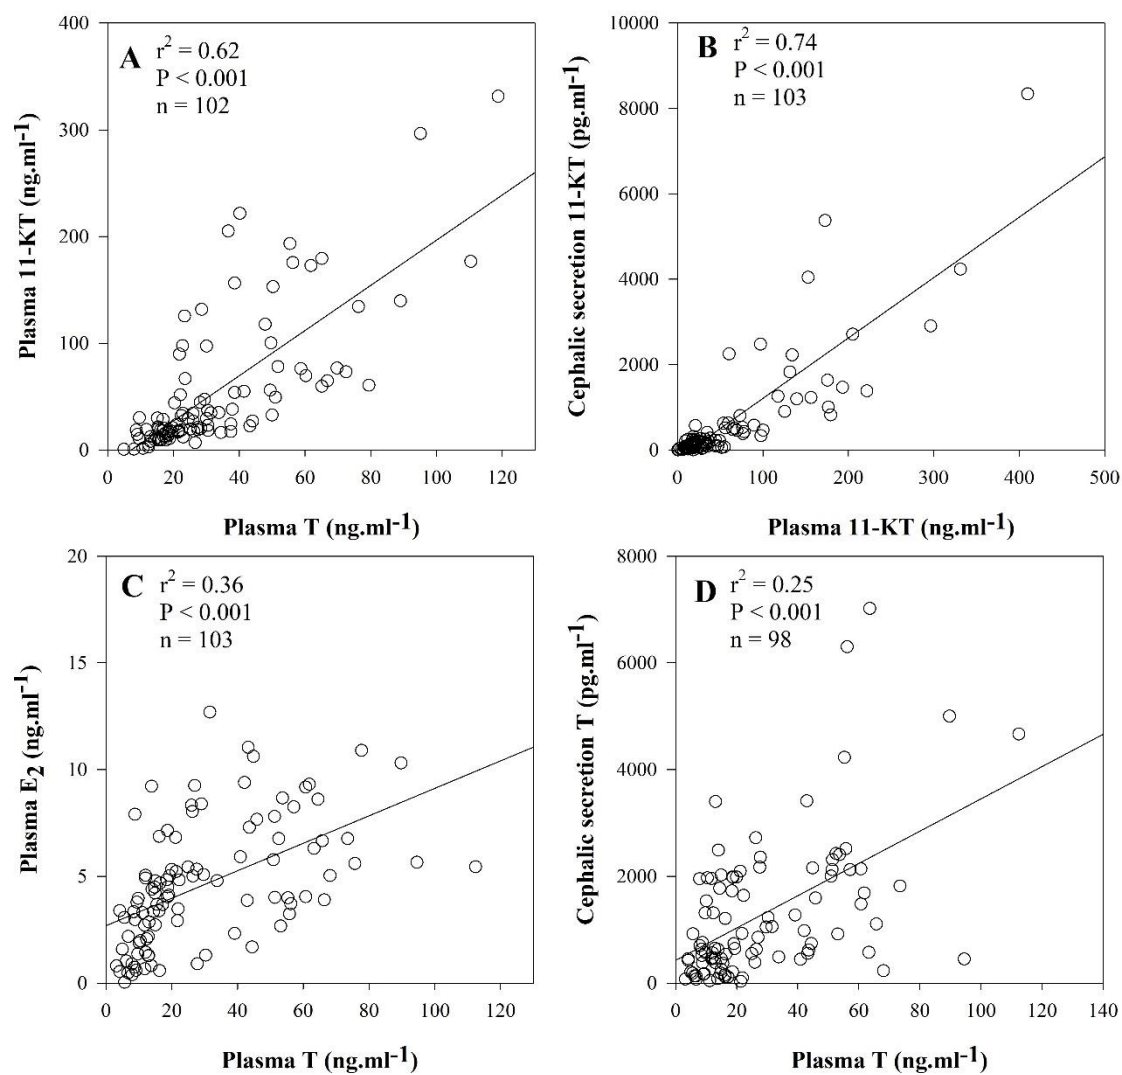 A
r² = 0.62
P < 0.001
n = 102
Plasma 11-KT (ng.ml⁻¹)
400
300
200
100
0
0 20 40 60 80 100 120
Plasma T (ng.ml⁻¹)
B
r² = 0.74
P < 0.001
n = 103
Cephalic secretion 11-KT (pg.ml⁻¹)
10000
8000
6000
4000
2000
0
0 100 200 300 400 500
Plasma 11-KT (ng.ml⁻¹)
C
r² = 0.36
P < 0.001
n = 103
Plasma E₂ (ng.ml⁻¹)
20
15
10
5
0
0 20 40 60 80 100 120
Plasma T (ng.ml⁻¹)
D
r² = 0.25
P < 0.001
n = 98
Cephalic secretion T (pg.ml⁻¹)
8000
6000
4000
2000
0
0 20 40 60 80 100 120 140
Plasma T (ng.ml⁻¹)